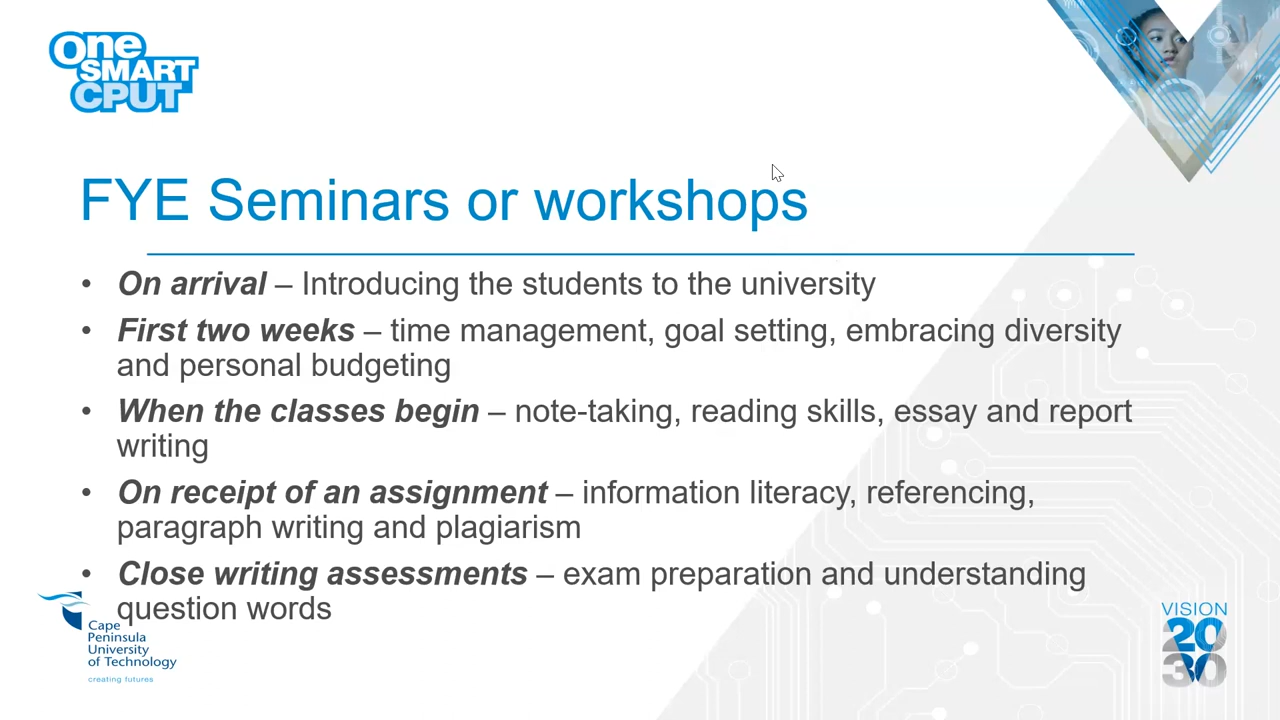 One
SMART
CPUT
FYE Seminars or workshops
• On arrival – Introducing the students to the university
• First two weeks – time management, goal setting, embracing diversity
and personal budgeting
• When the classes begin – note-taking, reading skills, essay and report
writing
• On receipt of an assignment – information literacy, referencing,
paragraph writing and plagiarism
• Close writing assessments – exam preparation and understanding
question words
Cape
Peninsula
University
of Technology
creating futures
VISION
20
30